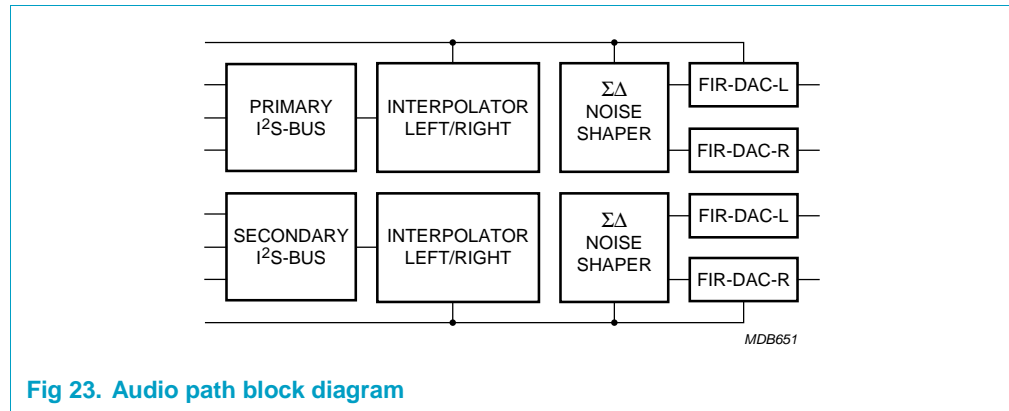 PRIMARY
I²S-BUS
INTERPOLATOR
LEFT/RIGHT
ΣΔ
NOISE
SHAPER
FIR-DAC-L
FIR-DAC-R
SECONDARY
I²S-BUS
INTERPOLATOR
LEFT/RIGHT
ΣΔ
NOISE
SHAPER
FIR-DAC-L
FIR-DAC-R
MDB651
Fig 23. Audio path block diagram